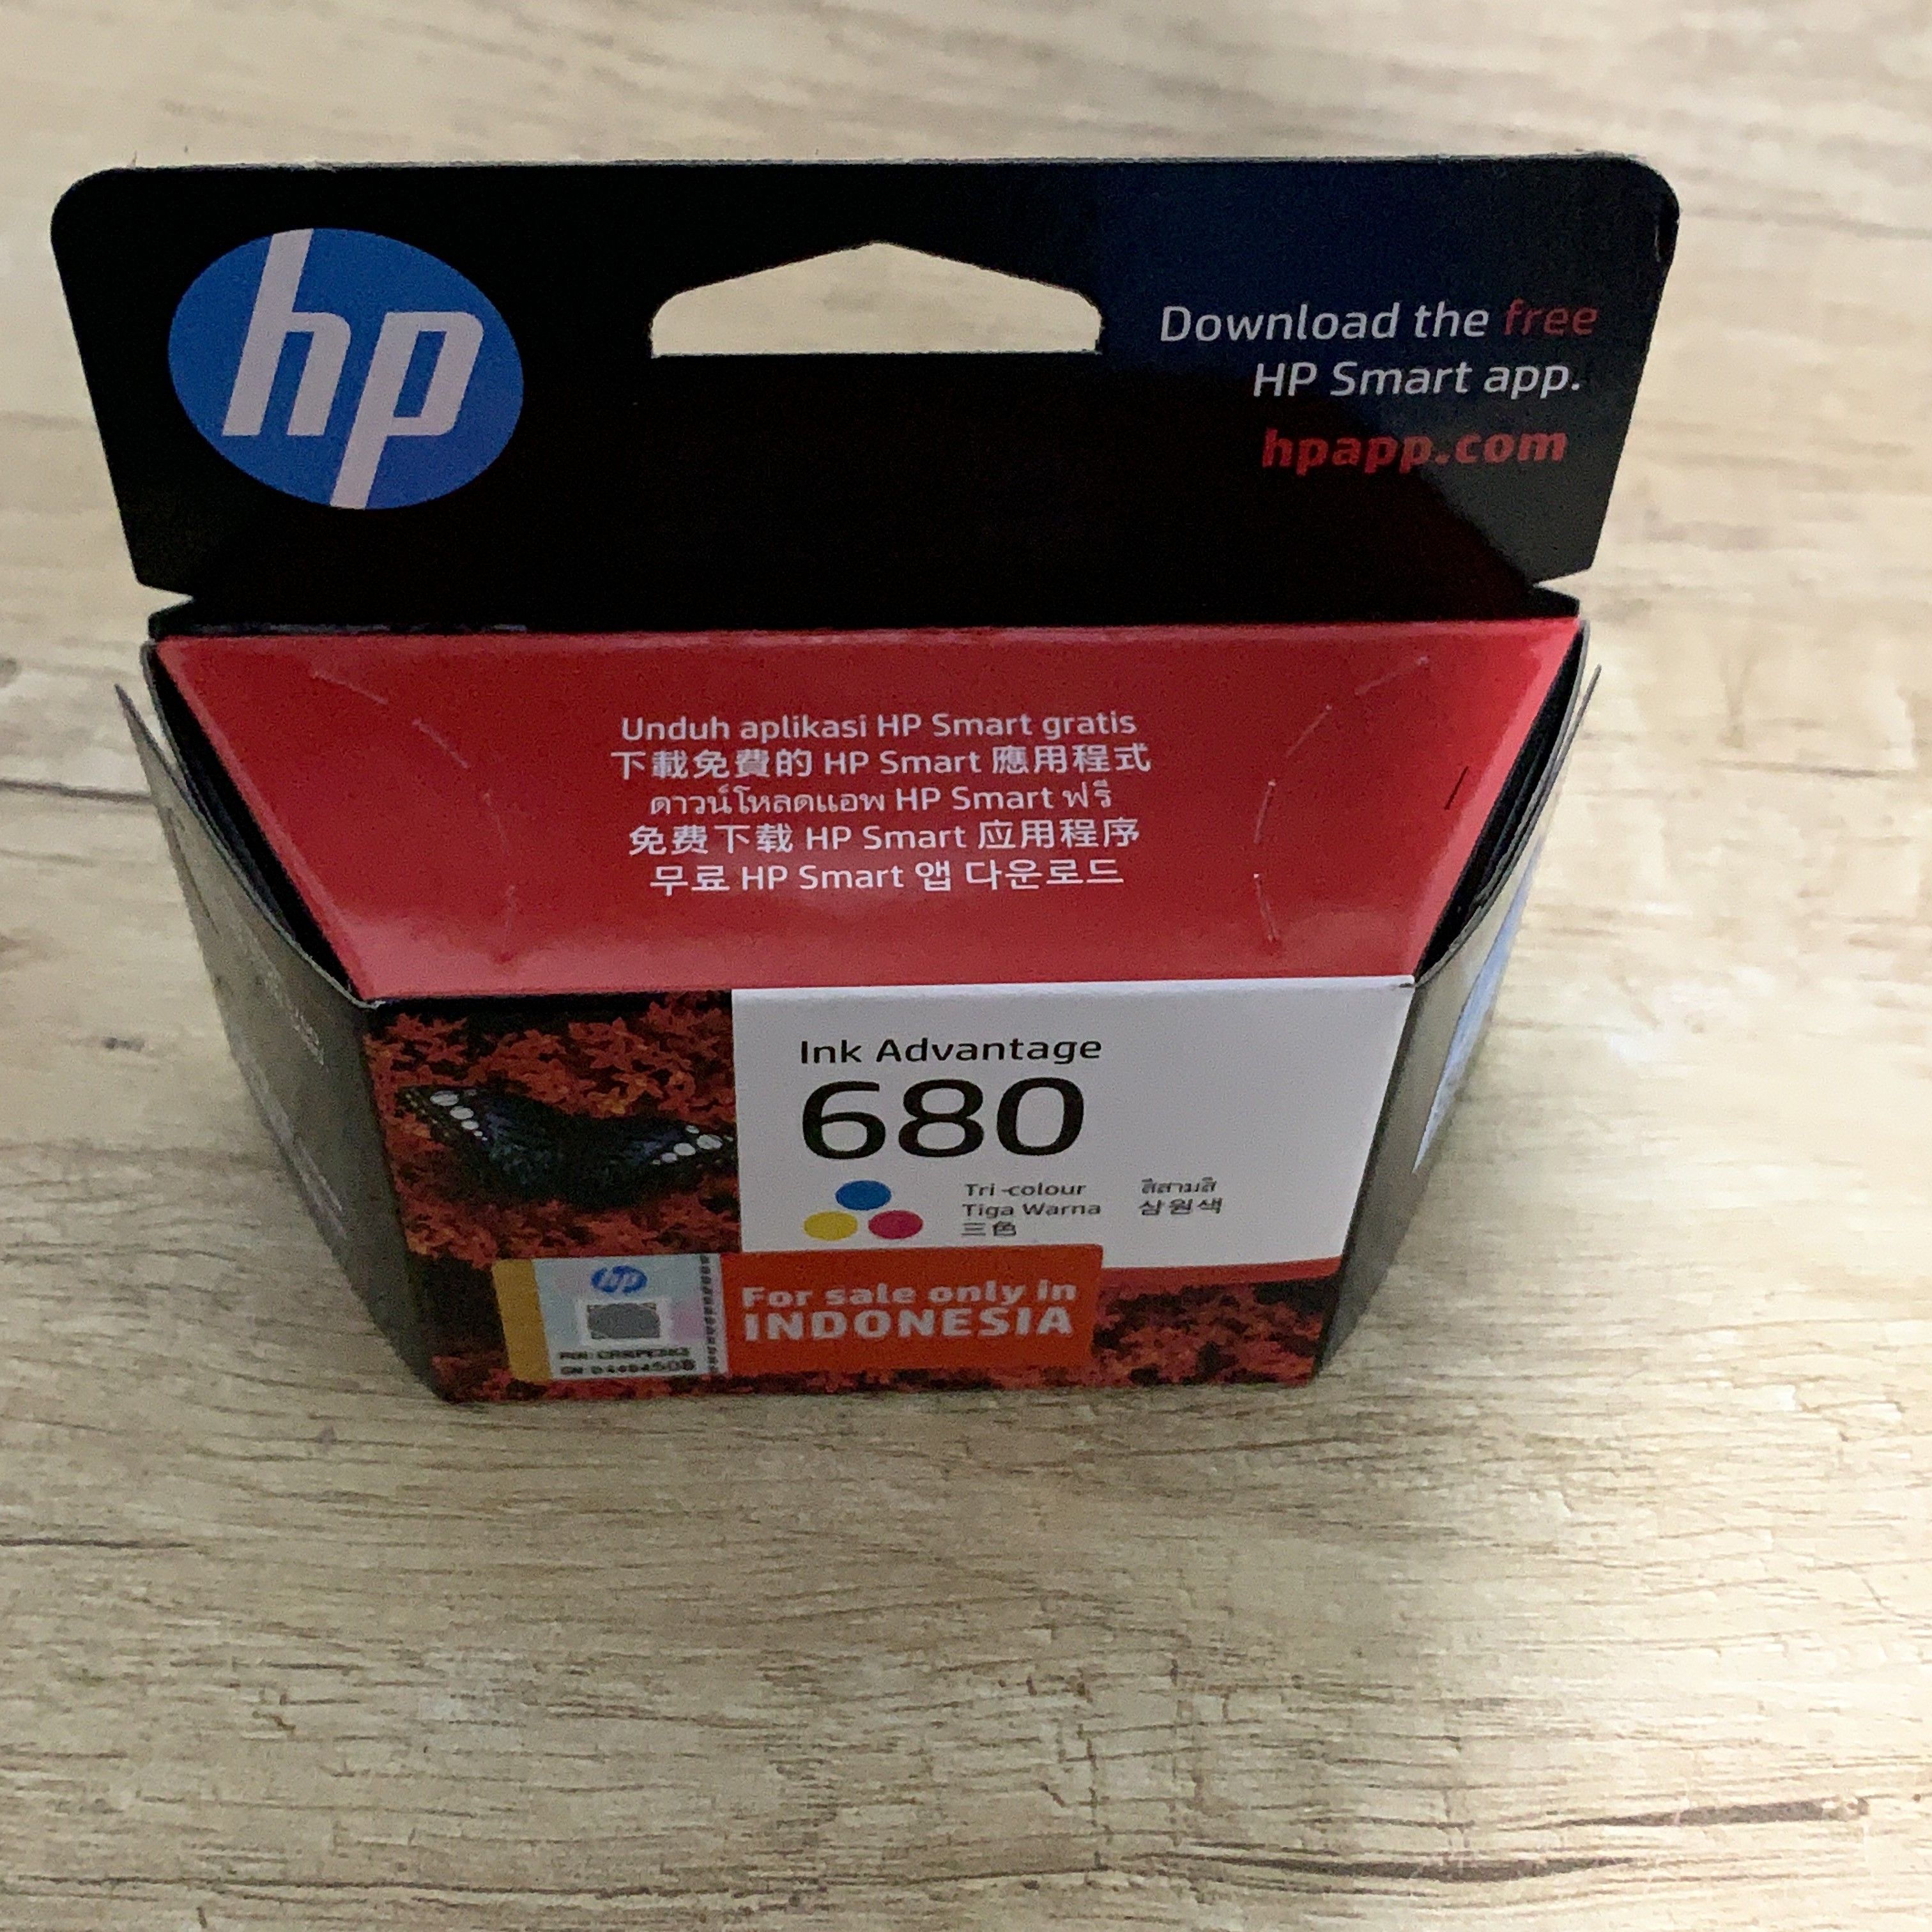 hp
Download the free
HP Smart app.
hpapp.com
Unduh aplikasi HP Smart gratis
下載免費的 HP Smart 應用程式
ดาวน์โหลดแอพ HP Smart ฟรี
免费下载 HP Smart 应用程序
무료 HP Smart 앱 다운로드
Ink Advantage
680
Tri-colour
Tiga Warna
三色
สีสามสี
삼원색
hp
For sale only in
INDONESIA